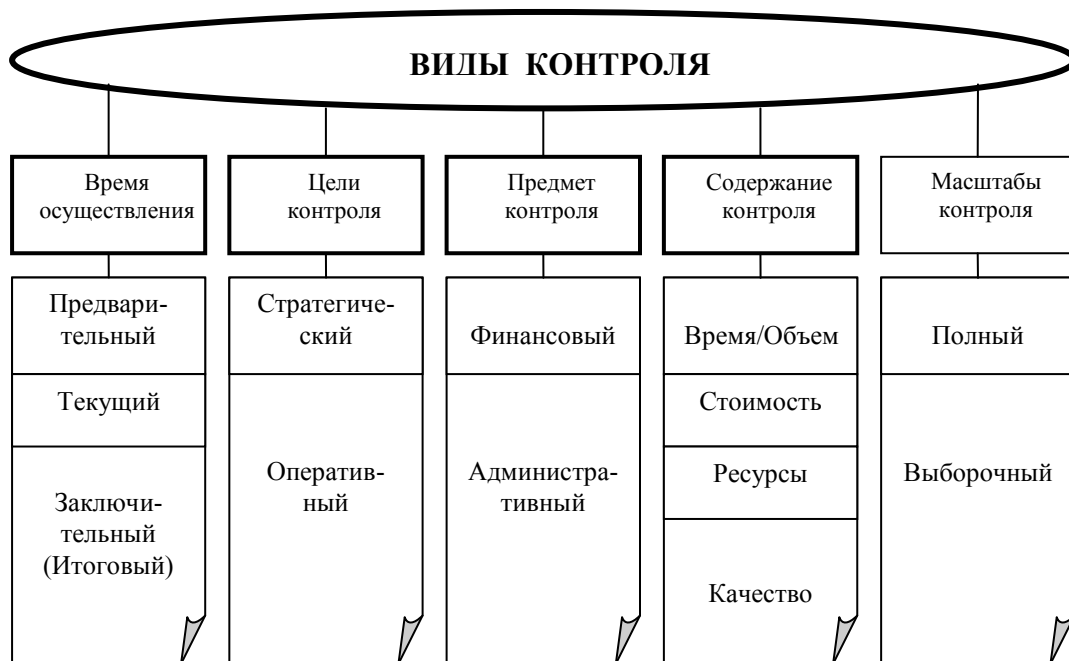 ВИДЫ КОНТРОЛЯ
Время
осуществления
Цели
контроля
Предмет
контроля
Содержание
контроля
Масштабы
контроля
Предвари-
тельный
Текущий
Заключи-
тельный
(Итоговый)
Стратегиче-
ский
Оператив-
ный
Финансовый
Администра-
тивный
Время/Объем
Стоимость
Ресурсы
Качество
Полный
Выборочный